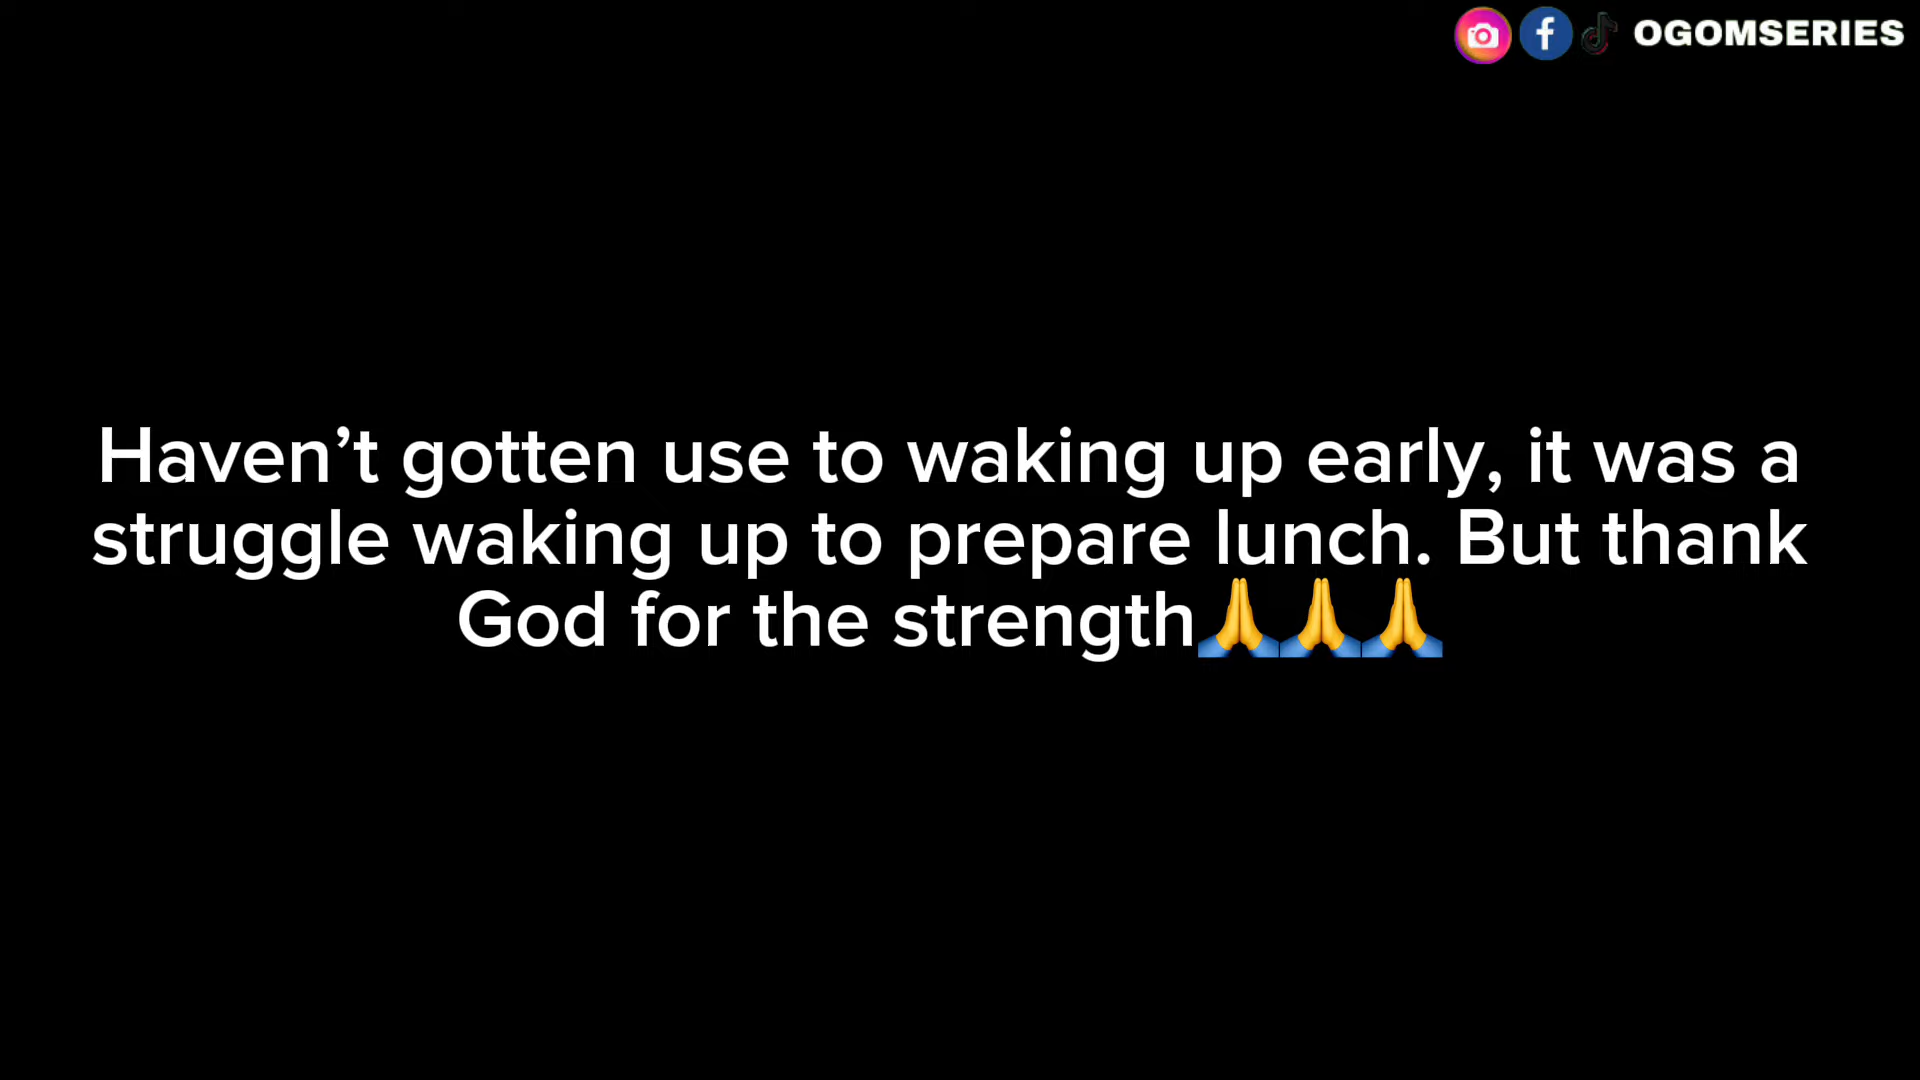 OGOMSERIES
Haven’t gotten use to waking up early, it was a
struggle waking up to prepare lunch. But thank
God for the strength🙏🙏🙏